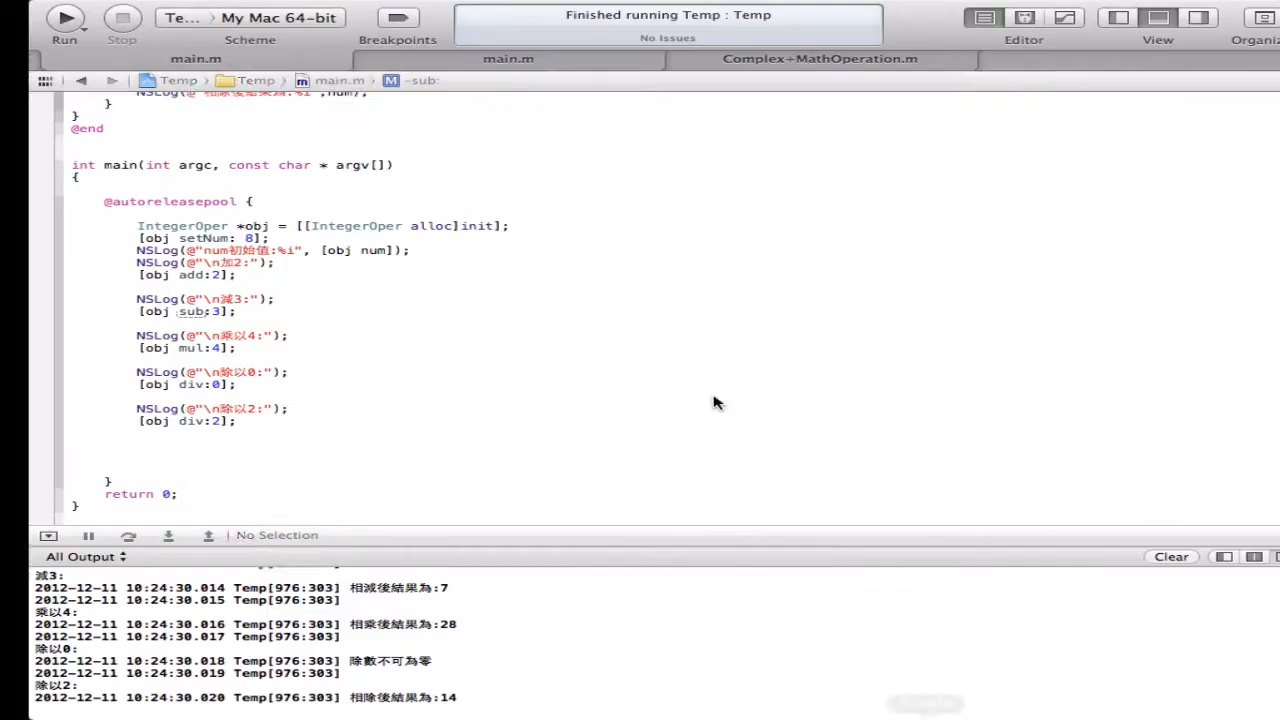 Te... My Mac 64-bit
Finished running Temp : Temp
No Issues
Run Stop Scheme Breakpoints Editor View Organiz
main.m main.m Complex+MathOperation.m
Temp Temp main.m M -sub:
NSLog(@"相除後結果為:%i",num);
}
}
@end
int main(int argc, const char * argv[])
{
@autoreleasepool {
IntegerOper *obj = [[IntegerOper alloc]init];
[obj setNum: 8];
NSLog(@"num初始值:%i", [obj num]);
NSLog(@"\n加2:");
[obj add:2];
NSLog(@"\n減3:");
[obj sub:3];
NSLog(@"\n乘以4:");
[obj mul:4];
NSLog(@"\n除以0:");
[obj div:0];
NSLog(@"\n除以2:");
[obj div:2];
}
return 0;
}
No Selection
All Output Clear
減3:
2012-12-11 10:24:30.014 Temp[976:303] 相減後結果為:7
2012-12-11 10:24:30.015 Temp[976:303]
乘以4:
2012-12-11 10:24:30.016 Temp[976:303] 相乘後結果為:28
2012-12-11 10:24:30.017 Temp[976:303]
除以0:
2012-12-11 10:24:30.018 Temp[976:303] 除數不可為零
2012-12-11 10:24:30.019 Temp[976:303]
除以2:
2012-12-11 10:24:30.020 Temp[976:303] 相除後結果為:14